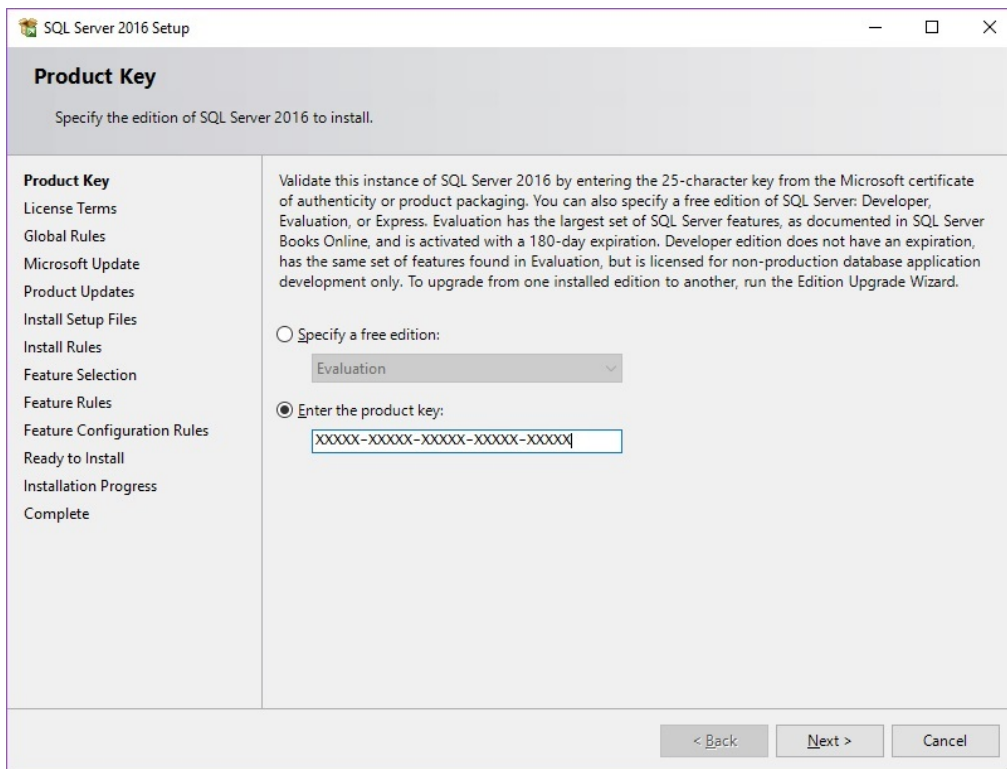 SQL Server 2016 Setup
Product Key
Specify the edition of SQL Server 2016 to install.
Product Key
License Terms
Global Rules
Microsoft Update
Product Updates
Install Setup Files
Install Rules
Feature Selection
Feature Rules
Feature Configuration Rules
Ready to Install
Installation Progress
Complete
Validate this instance of SQL Server 2016 by entering the 25-character key from the Microsoft certificate
of authenticity or product packaging. You can also specify a free edition of SQL Server: Developer,
Evaluation, or Express. Evaluation has the largest set of SQL Server features, as documented in SQL Server
Books Online, and is activated with a 180-day expiration. Developer edition does not have an expiration,
has the same set of features found in Evaluation, but is licensed for non-production database application
development only. To upgrade from one installed edition to another, run the Edition Upgrade Wizard.
Specify a free edition:
Evaluation
Enter the product key:
XXXXX-XXXXX-XXXXX-XXXXX-XXXXX
< Back
Next >
Cancel